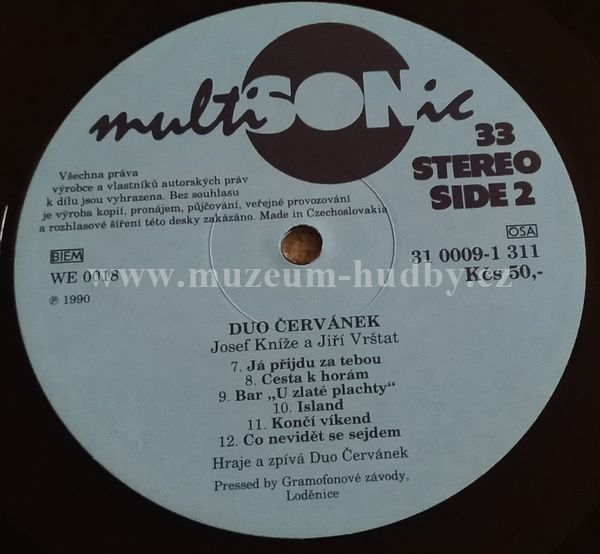 multiSONic
33
STEREO
SIDE 2
Všechna práva
výrobce a vlastníků autorských práv
k dílu jsou vyhrazena. Bez souhlasu
je výroba kopií, pronájem, půjčování, veřejné provozování
a rozhlasové šíření této desky zakázáno. Made in Czechoslovakia
BIEM
WE 0018
℗ 1990
OSA
31 0009-1 311
Kčs 50,-
www.muzeum-hudby.cz
DUO ČERVÁNEK
Josef Kníže a Jiří Vrštat
7. Já přijdu za tebou
8. Cesta k horám
9. Bar „U zlaté plachty“
10. Island
11. Končí víkend
12. Co nevidět se sejdem
Hraje a zpívá Duo Červánek
Pressed by Gramofonové závody,
Loděnice